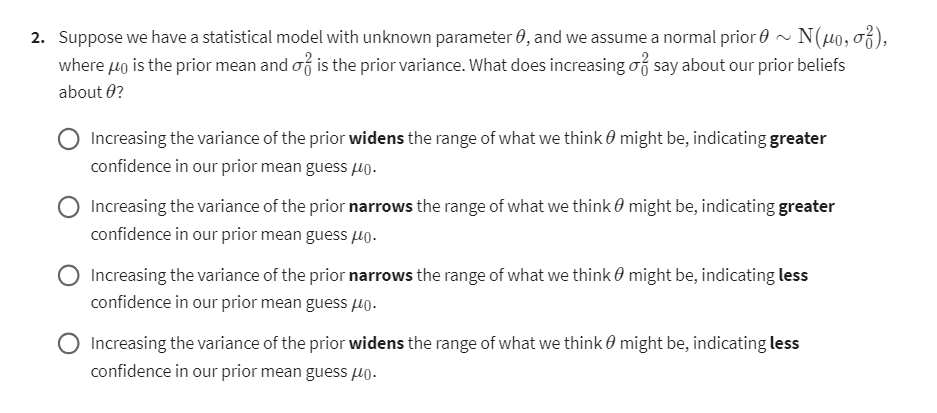 2. Suppose we have a statistical model with unknown parameter θ, and we assume a normal prior θ ∼ N(μ₀, σ₀²),
where μ₀ is the prior mean and σ₀² is the prior variance. What does increasing σ₀² say about our prior beliefs
about θ?
Increasing the variance of the prior widens the range of what we think θ might be, indicating greater
confidence in our prior mean guess μ₀.
Increasing the variance of the prior narrows the range of what we think θ might be, indicating greater
confidence in our prior mean guess μ₀.
Increasing the variance of the prior narrows the range of what we think θ might be, indicating less
confidence in our prior mean guess μ₀.
Increasing the variance of the prior widens the range of what we think θ might be, indicating less
confidence in our prior mean guess μ₀.